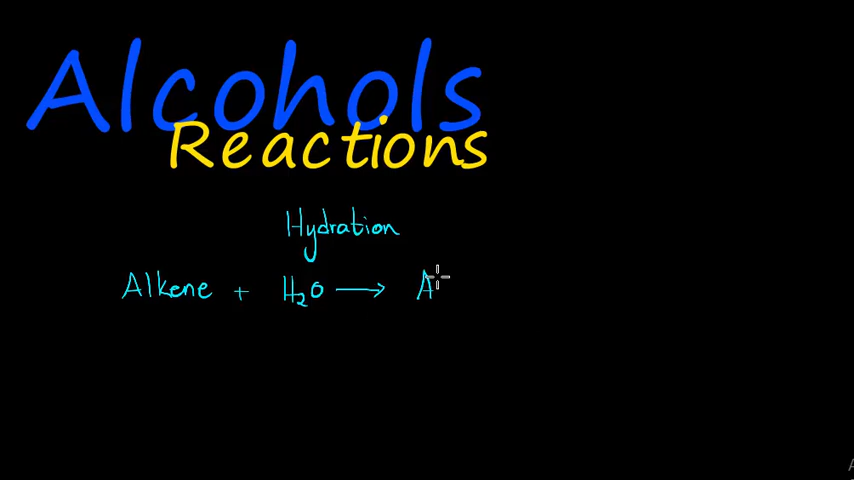 Alcohols
Reactions
Hydration
Alkene + H₂O ⟶ A
A